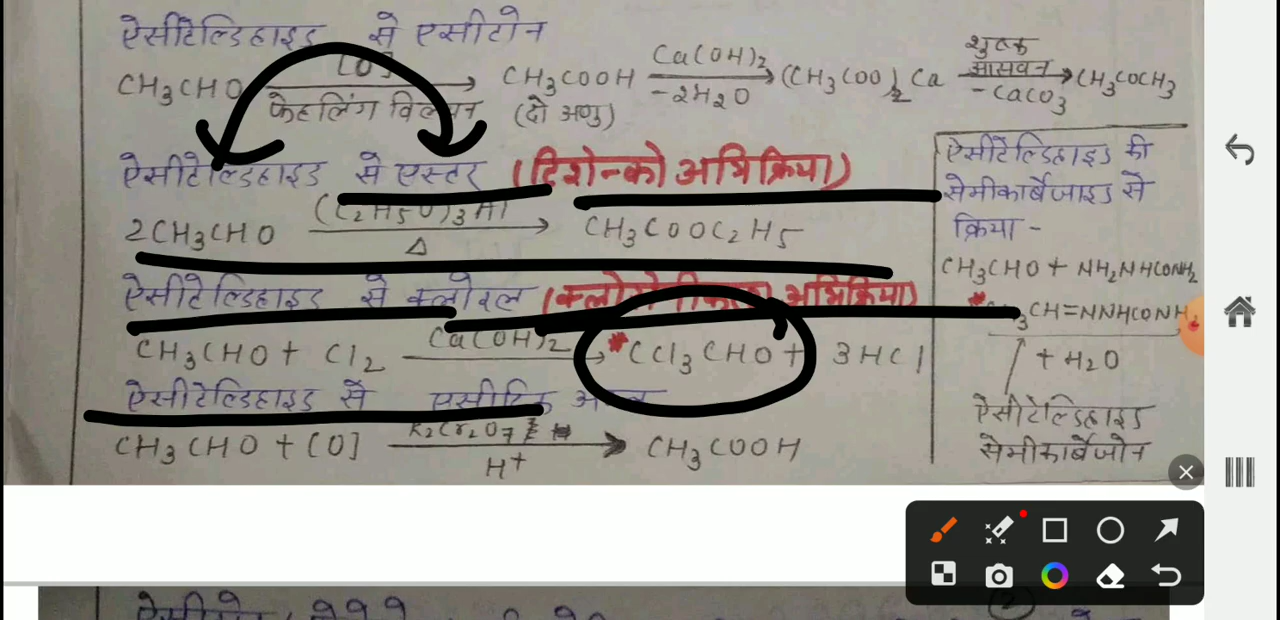 ऐसीटेल्डिहाइड से एसीटोन
CH3CHO [O] → CH3COOH Ca(OH)2 → (CH3COO)2Ca शुष्क आसवन → CH3COCH3
फेहलिंग विलयन (दो अणु) -2H2O -CaCO3
ऐसीटेल्डिहाइड से एस्टर (टिशेन्को अभिक्रिया)
2CH3CHO (C2H5O)3Al → CH3COOC2H5
Δ
ऐसीटेल्डिहाइड से क्लोरल (अभिक्रिया)
CH3CHO + Cl2 Ca(OH)2 → *CCl3CHO + 3HCl
ऐसीटेल्डिहाइड से एसीटिक अम्ल
CH3CHO + [O] K2Cr2O7 → CH3COOH
H+
ऐसीटेल्डिहाइड की
सेमीकार्बेजाइड से
क्रिया -
CH3CHO + NH2NHCONH2
CH=NNHCONH2
+ H2O
ऐसीटेल्डिहाइड
सेमीकार्बेजोन